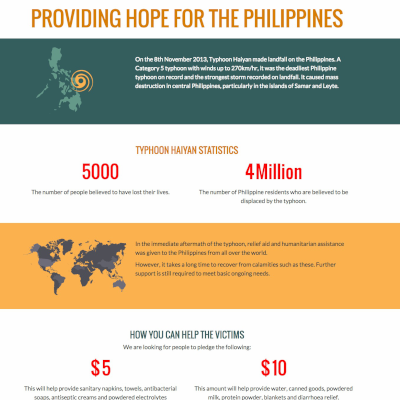 PROVIDING HOPE FOR THE PHILIPPINES
On the 8th November 2013, Typhoon Haiyan made landfall on the Philippines. A
Category 5 typhoon with winds up to 270km/hr, it was the deadliest Philippine
typhoon on record and the strongest storm recorded on landfall. It caused mass
destruction in central Philippines, particularly in the islands of Samar and Leyte.
TYPHOON HAIYAN STATISTICS
5000
The number of people believed to have lost their lives.
4Million
The number of Philippine residents who are believed to be
displaced by the typhoon.
In the immediate aftermath of the typhoon, relief aid and humanitarian assistance
was given to the Philippines from all over the world.
However, it takes a long time to recover from calamities such as these. Further
support is still required to meet basic ongoing needs.
HOW YOU CAN HELP THE VICTIMS
We are looking for people to pledge the following:
$5
This will help provide sanitary napkins, towels, antibacterial
soaps, antiseptic creams and powdered electrolytes
$10
This amount will help provide water, canned goods, powdered
milk, protein powder, blankets and diarrhoea relief.